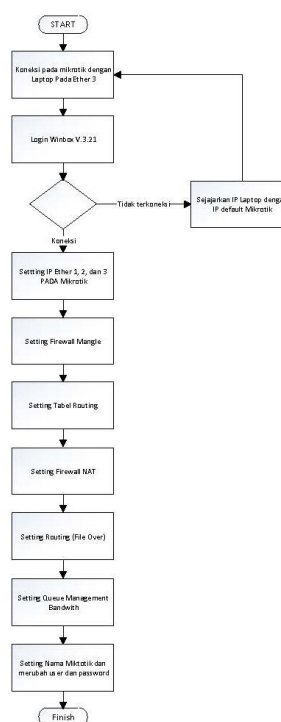 START
Koneksi pada mikrotik dengan
Laptop Pada Ether 3
Login Winbox V.3.21
Tidak terkoneksi
Sejajarkan IP Laptop dengan
IP default Mikrotik
Koneksi
Settting IP Ether 1, 2, dan 3
PADA Mikrotik
Setting Firewall Mangle
Setting Tabel Routing
Setting Firewall NAT
Setting Routing (File Over)
Setting Queue Management
Bandwith
Setting Nama Miktotik dan
merubah user dan password
Finish